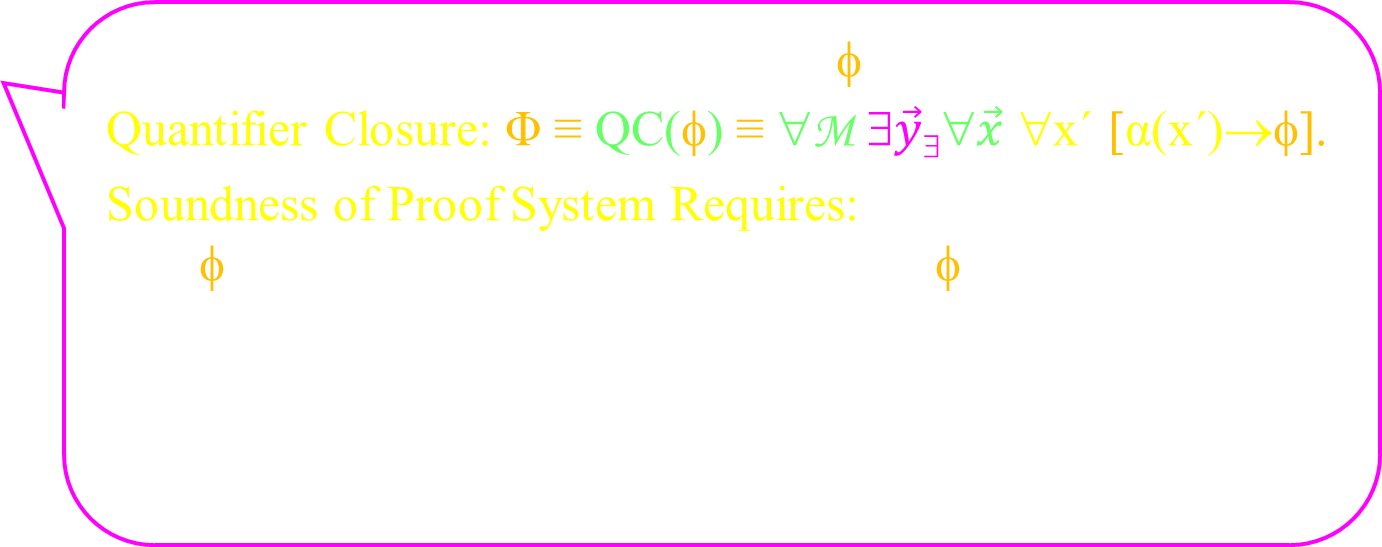 ϕ
Quantifier Closure: Φ ≡ QC(ϕ) ≡ ∀ℳ ∃y⃗∃∀x⃗ ∀x´ [α(x´)→ϕ].
Soundness of Proof System Requires:
ϕ ϕ